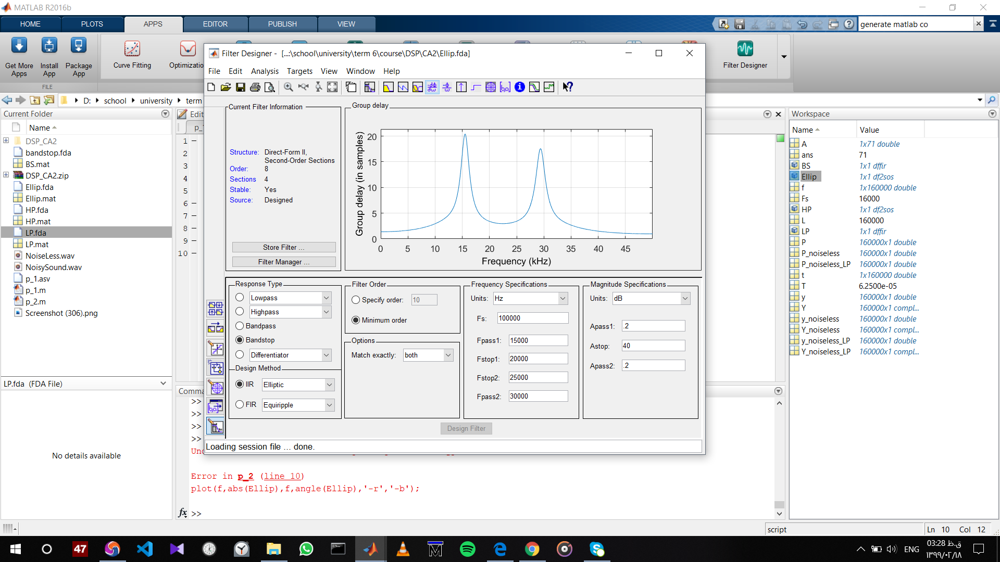 MATLAB R2016b
HOME
PLOTS
APPS
EDITOR
PUBLISH
VIEW
generate matlab co
Get More Apps
Install App
Package App
FILE
Curve Fitting
Optimizatio
Filter Designer
D:
school
university
term
Current Folder
Name
DSP_CA2
bandstop.fda
BS.mat
DSP_CA2.zip
Ellip.fda
Ellip.mat
HP.fda
HP.mat
LP.fda
LP.mat
NoiseLess.wav
NoisySound.wav
p_1.asv
p_1.m
p_2.m
Screenshot (306).png
LP.fda (FDA File)
No details available
Edit
p_
1
2
3
4
5
6
7
8
9
10
Filter Designer - [...:\school\university\term 6\course\DSP\CA2\Ellip.fda]
File Edit Analysis Targets View Window Help
Current Filter Information
Structure: Direct-Form II,
Second-Order Sections
Order: 8
Sections 4
Stable: Yes
Source: Designed
Store Filter ...
Filter Manager ...
Group delay
Group delay (in samples)
20
15
10
5
0
0 5 10 15 20 25 30 35 40 45
Frequency (kHz)
Response Type
Lowpass
Highpass
Bandpass
Bandstop
Differentiator
Design Method
IIR Elliptic
FIR Equiripple
Filter Order
Specify order: 10
Minimum order
Options
Match exactly: both
Frequency Specifications
Units: Hz
Fs: 100000
Fpass1: 15000
Fstop1: 20000
Fstop2: 25000
Fpass2: 30000
Magnitude Specifications
Units: dB
Apass1: .2
Astop: 40
Apass2: .2
Design Filter
Loading session file ... done.
Comma
>>
>>
>>
>>
Und
Error in p_2 (line 10)
plot(f,abs(Ellip),f,angle(Ellip),'-r','-b');
fx >>
Workspace
Name Value
A 1x71 double
ans 71
BS 1x1 dffir
Ellip 1x1 df2sos
f 1x160000 double
Fs 16000
HP 1x1 df2sos
L 160000
LP 1x1 dffir
P 160000x1 double
P_noiseless 160000x1 double
P_noiseless_LP 160000x1 double
t 1x160000 double
T 6.2500e-05
y 160000x1 double
Y 160000x1 compl...
y_noiseless 160000x1 double
Y_noiseless 160000x1 compl...
y_noiseless_LP 160000x1 double
Y_noiseless_LP 160000x1 compl...
script
Ln 10 Col 12
47
ENG
03:28 ق.ظ
۱۳۹۹/۰۲/۱۸